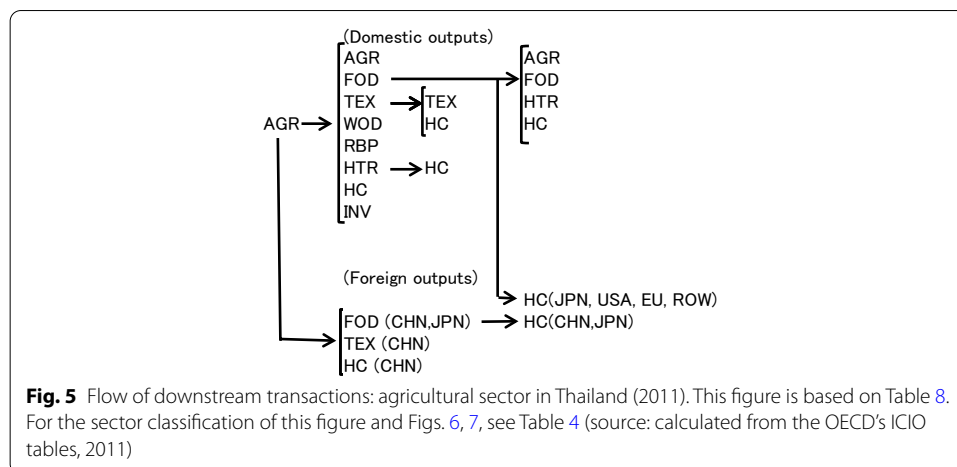 (Domestic outputs)
AGR
FOD
TEX
WOD
RBP
HTR
HC
INV
AGR
TEX
HC
HC
AGR
FOD
HTR
HC
(Foreign outputs)
HC(JPN, USA, EU, ROW)
FOD (CHN,JPN)
HC(CHN,JPN)
TEX (CHN)
HC (CHN)
Fig. 5 Flow of downstream transactions: agricultural sector in Thailand (2011). This figure is based on Table 8.
For the sector classification of this figure and Figs. 6, 7, see Table 4 (source: calculated from the OECD's ICIO
tables, 2011)